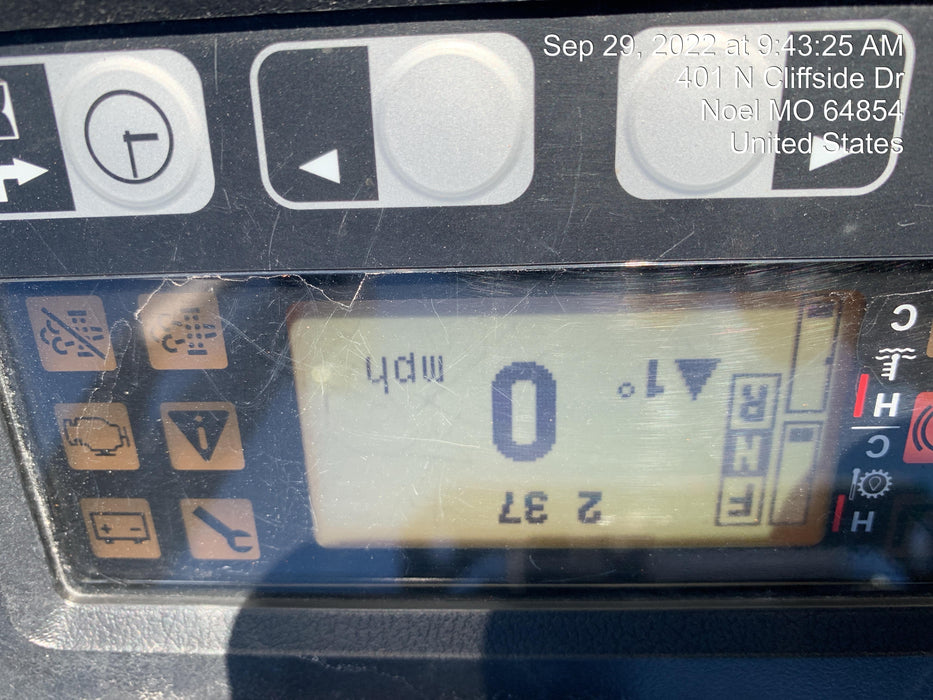 Sep 29, 2022 at 9:43:25 AM
401 N Cliffside Dr
Noel MO 64854
United States
C
H
C
H
mph
0
1°
R
N
F
2 37